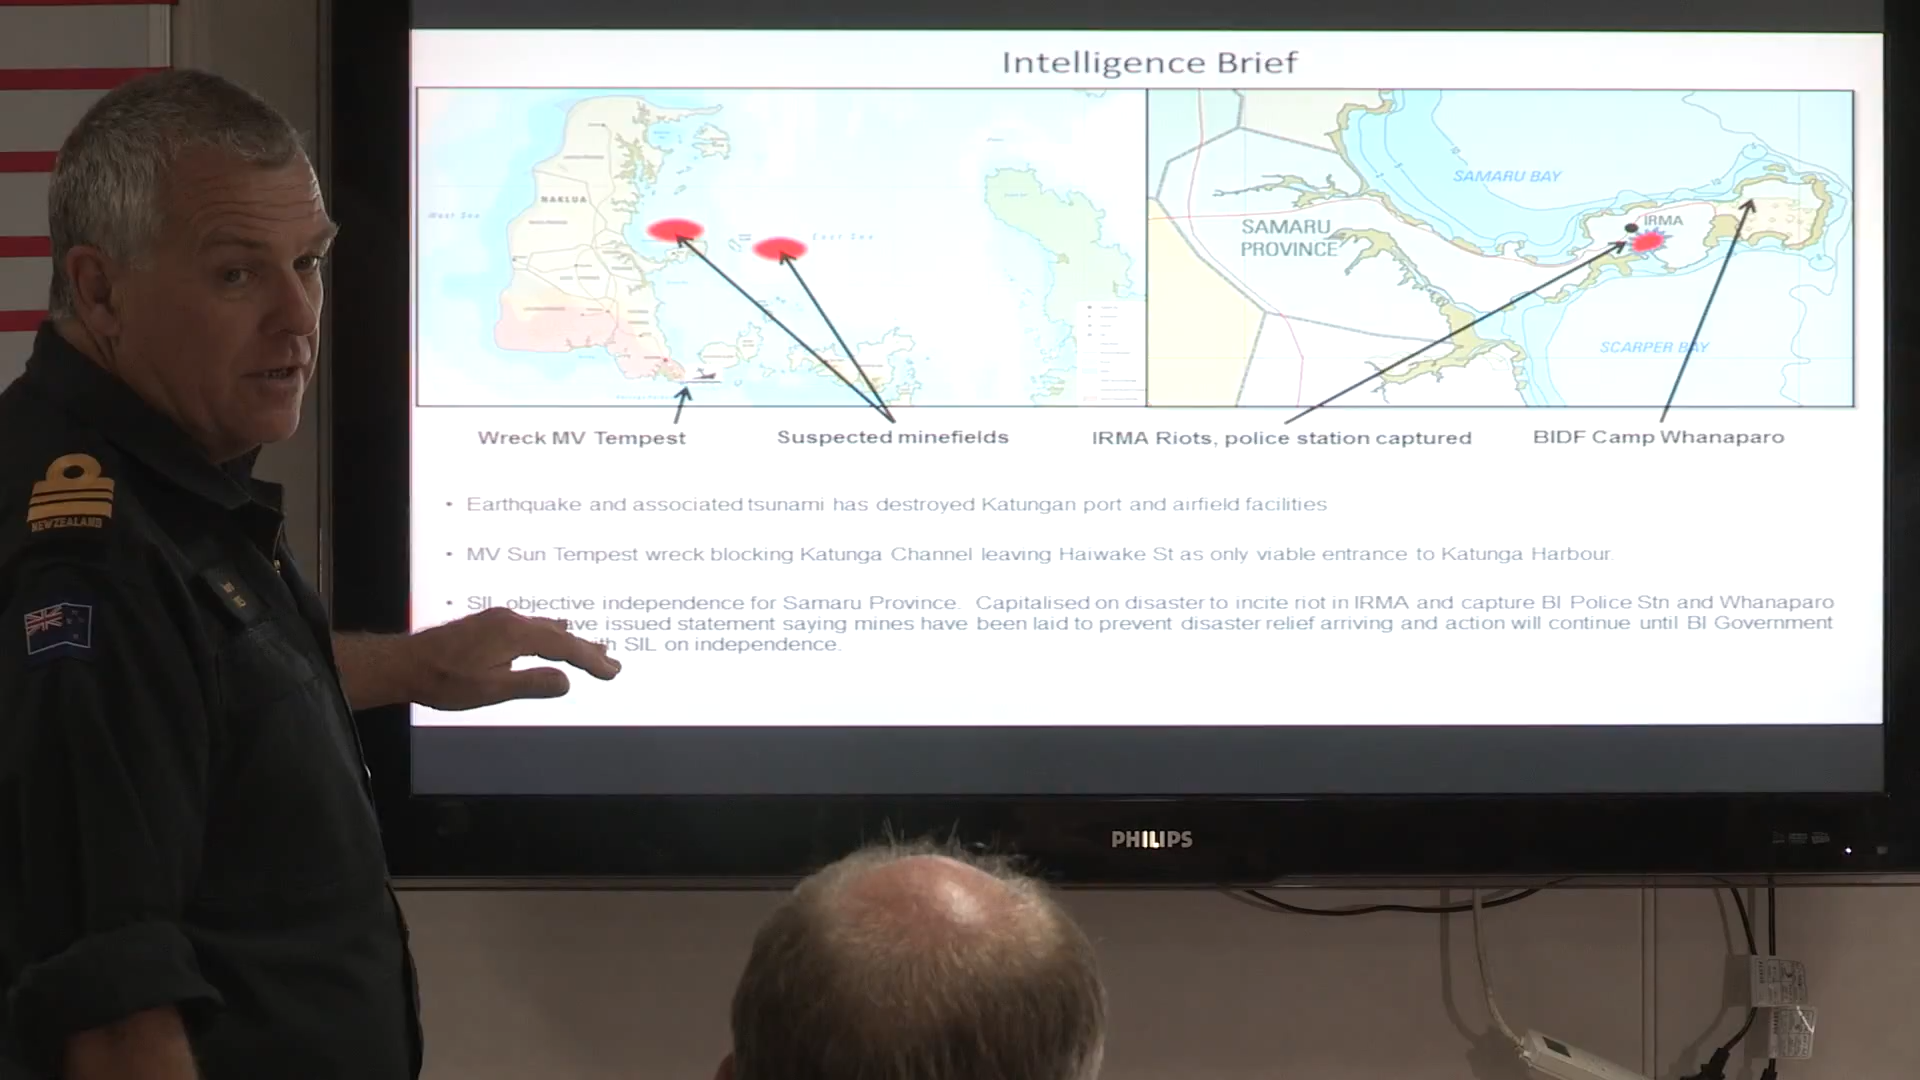 Intelligence Brief
NAKLUA
West Sea
East Sea
SAMARU BAY
SAMARU
PROVINCE
IRMA
SCARPER BAY
Wreck MV Tempest
Suspected minefields
IRMA Riots, police station captured
BIDF Camp Whanaparo
• Earthquake and associated tsunami has destroyed Katungan port and airfield facilities
• MV Sun Tempest wreck blocking Katunga Channel leaving Haiwake St as only viable entrance to Katunga Harbour.
• SIL objective independence for Samaru Province. Capitalised on disaster to incite riot in IRMA and capture BI Police Stn and Whanaparo
issued statement saying mines have been laid to prevent disaster relief arriving and action will continue until BI Government
SIL on independence.
NEW ZEALAND
PHILIPS